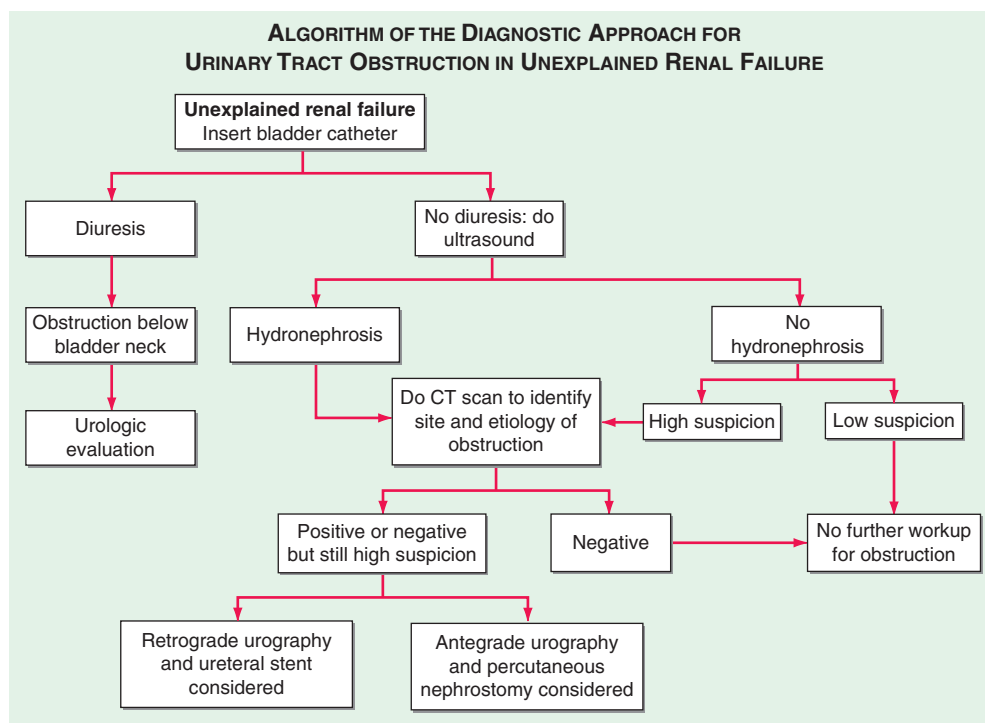 ALGORITHM OF THE DIAGNOSTIC APPROACH FOR
URINARY TRACT OBSTRUCTION IN UNEXPLAINED RENAL FAILURE
Unexplained renal failure
Insert bladder catheter
Diuresis
No diuresis: do
ultrasound
Obstruction below
bladder neck
Hydronephrosis
No
hydronephrosis
Urologic
evaluation
Do CT scan to identify
site and etiology of
obstruction
High suspicion
Low suspicion
Positive or negative
but still high suspicion
Negative
No further workup
for obstruction
Retrograde urography
and ureteral stent
considered
Antegrade urography
and percutaneous
nephrostomy considered